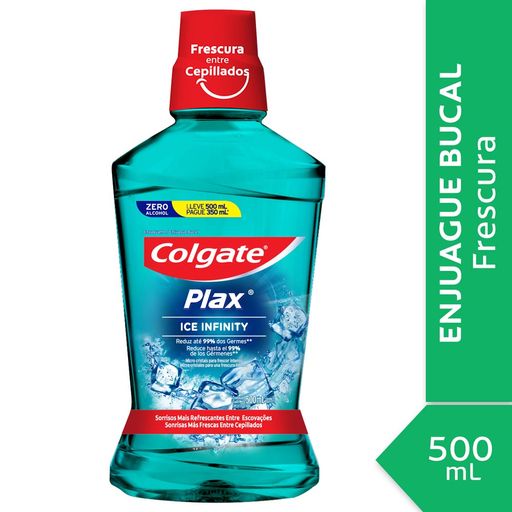 Frescura
entre
Cepillados
ZERO
ALCOHOL
LLEVE 500 mL
PAGUE 350 mL*
Colgate®
Plax®
ICE INFINITY
Reduz até 99% dos Germes**
Reduce hasta el 99%
de los Gérmenes**
500mL
Sorrisos Mais Refrescantes Entre Escovações
Sonrisas Más Frescas Entre Cepillados
ENJUAGUE BUCAL
Frescura
500
mL